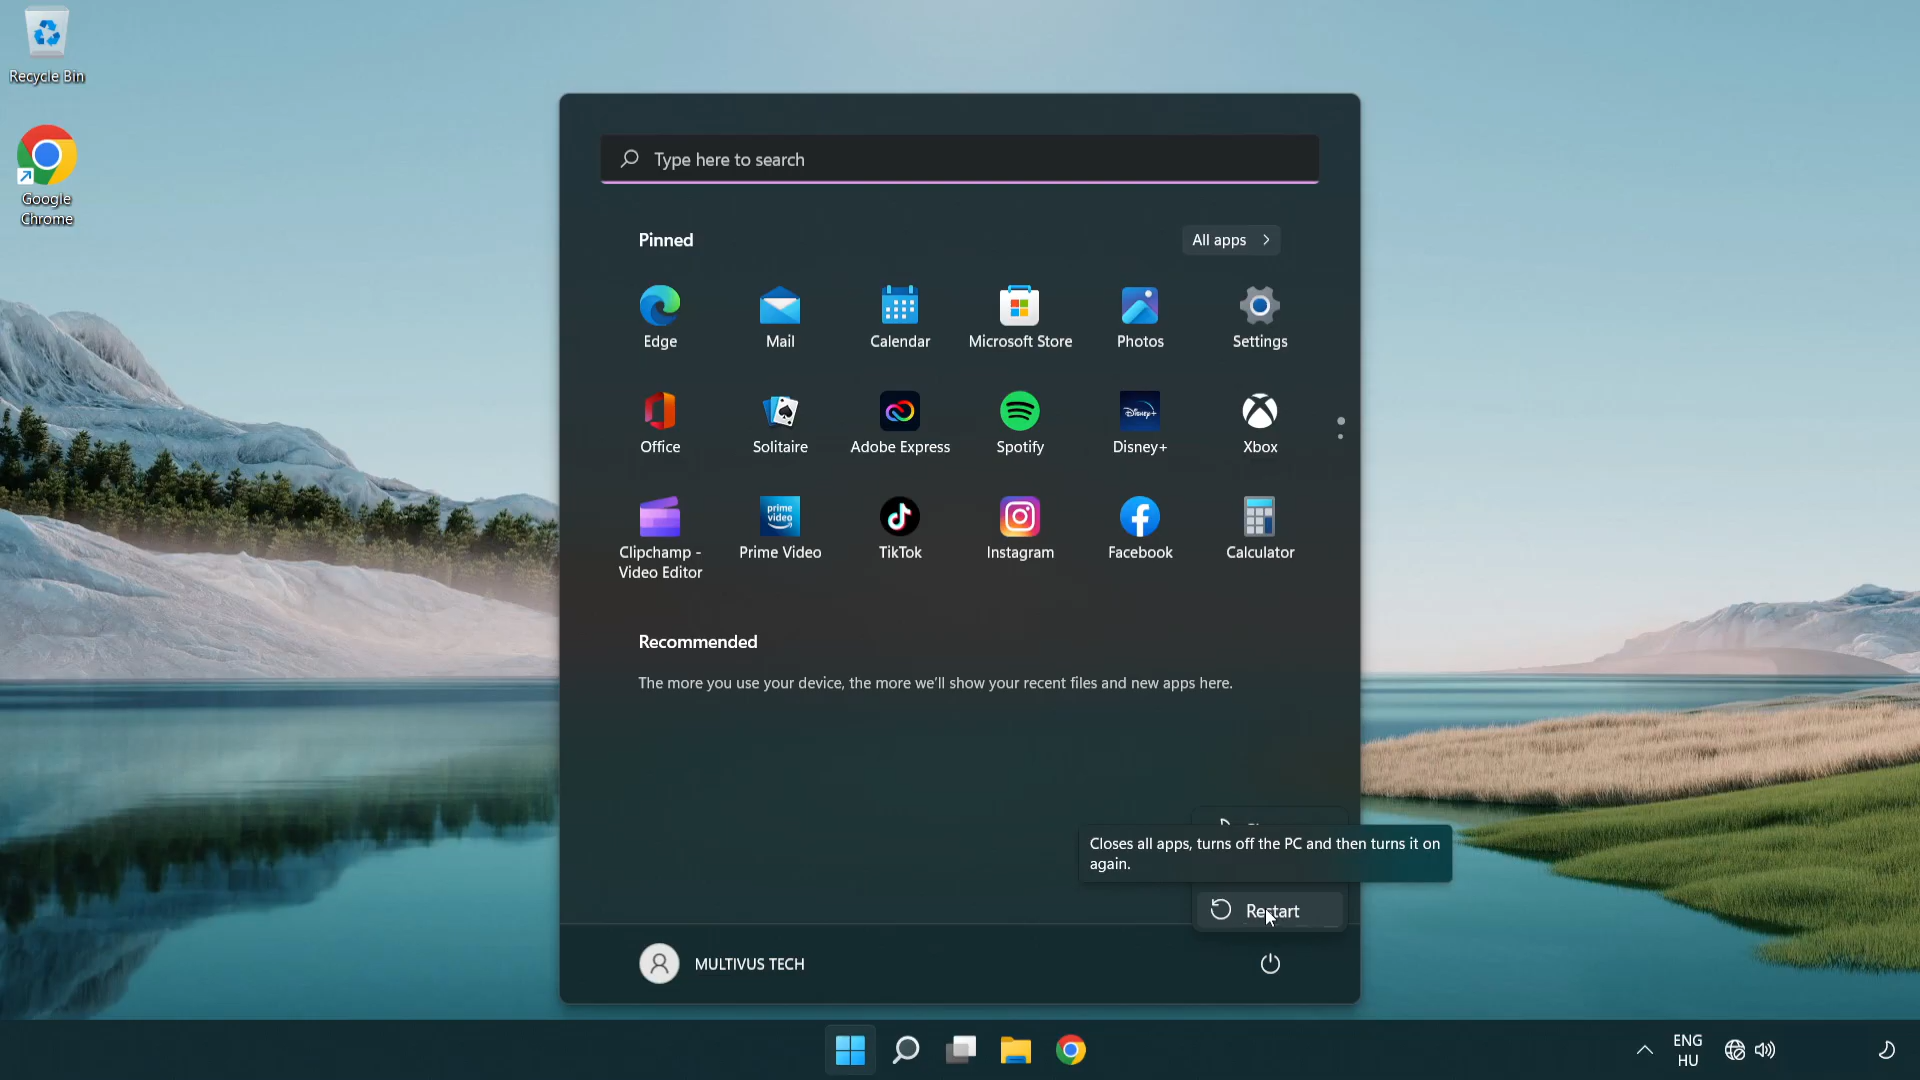 Recycle Bin
Google
Chrome
Type here to search
Pinned
All apps
Edge
Mail
Calendar
Microsoft Store
Photos
Settings
Disney+
Office
Solitaire
Adobe Express
Spotify
Disney+
Xbox
prime
video
Clipchamp -
Video Editor
Prime Video
TikTok
Instagram
Facebook
Calculator
Recommended
The more you use your device, the more we'll show your recent files and new apps here.
Closes all apps, turns off the PC and then turns it on
again.
Restart
MULTIVUS TECH
ENG
HU